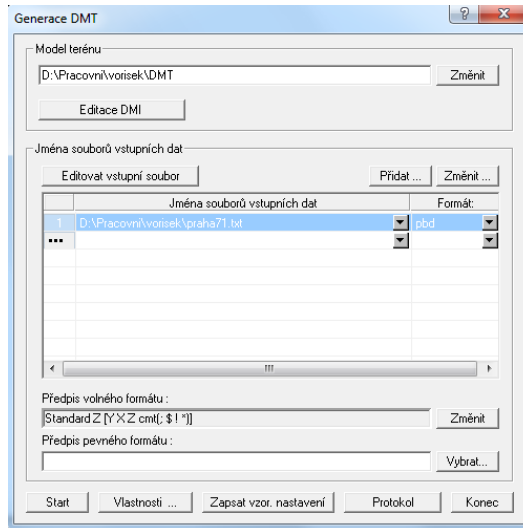 Generace DMT
Model terénu
D:\Pracovni\vorisek\DMT
Změnit
Editace DMI
Jména souborů vstupních dat
Editovat vstupní soubor
Přidat ...
Změnit ...
Jména souborů vstupních dat
Formát:
1
D:\Pracovni\vorisek\praha71.txt
pbd
Předpis volného formátu :
Standard Z [Y X Z cmt(; $ ! *)]
Změnit
Předpis pevného formátu :
Vybrat...
Start
Vlastnosti ...
Zapsat vzor. nastavení
Protokol
Konec